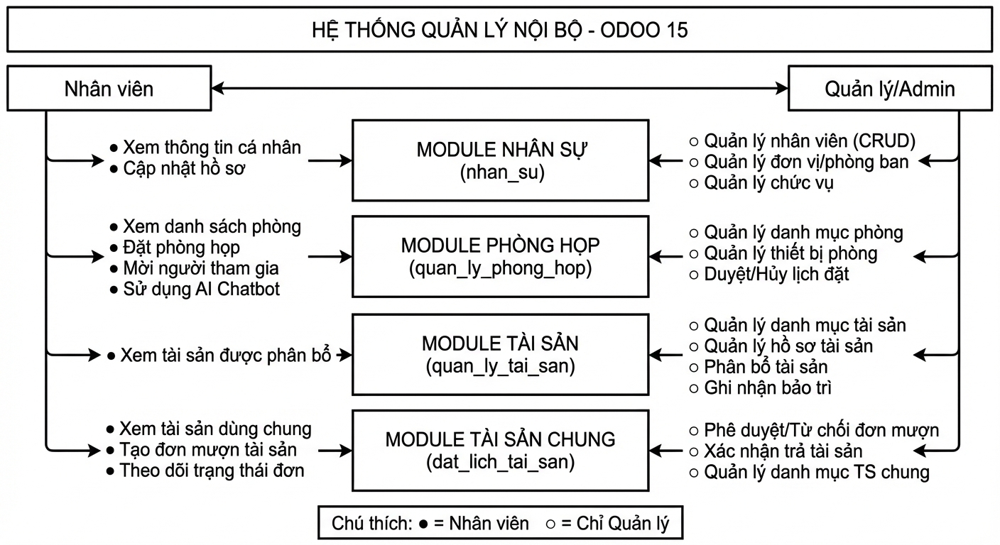 HỆ THỐNG QUẢN LÝ NỘI BỘ - ODOO 15
Nhân viên
Quản lý/Admin
● Xem thông tin cá nhân
● Cập nhật hồ sơ
MODULE NHÂN SỰ
(nhan_su)
○ Quản lý nhân viên (CRUD)
○ Quản lý đơn vị/phòng ban
○ Quản lý chức vụ
● Xem danh sách phòng
● Đặt phòng họp
● Mời người tham gia
● Sử dụng AI Chatbot
MODULE PHÒNG HỌP
(quan_ly_phong_hop)
○ Quản lý danh mục phòng
○ Quản lý thiết bị phòng
○ Duyệt/Hủy lịch đặt
● Xem tài sản được phân bổ
MODULE TÀI SẢN
(quan_ly_tai_san)
○ Quản lý danh mục tài sản
○ Quản lý hồ sơ tài sản
○ Phân bổ tài sản
○ Ghi nhận bảo trì
● Xem tài sản dùng chung
● Tạo đơn mượn tài sản
● Theo dõi trạng thái đơn
MODULE TÀI SẢN CHUNG
(dat_lich_tai_san)
○ Phê duyệt/Từ chối đơn mượn
○ Xác nhận trả tài sản
○ Quản lý danh mục TS chung
Chú thích: ● = Nhân viên ○ = Chỉ Quản lý